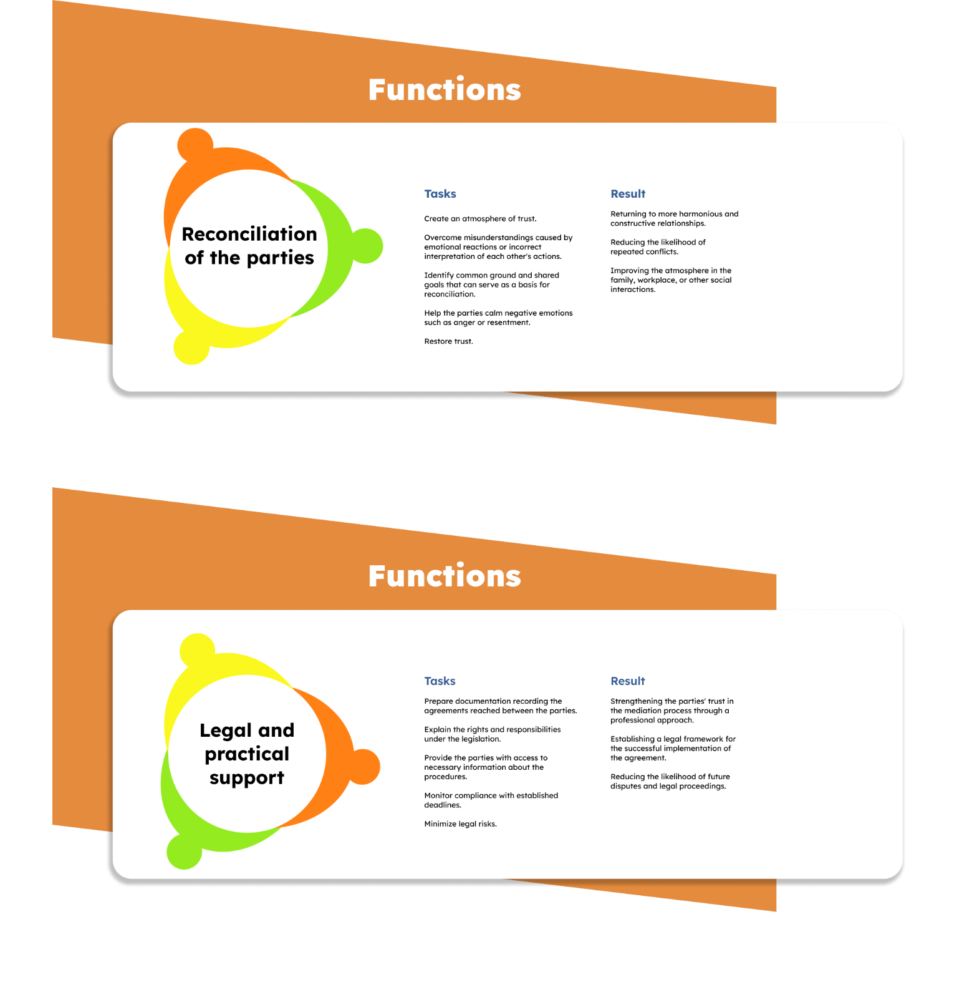 Functions
Reconciliation
of the parties
Tasks
Create an atmosphere of trust.
Overcome misunderstandings caused by
emotional reactions or incorrect
interpretation of each other's actions.
Identify common ground and shared
goals that can serve as a basis for
reconciliation.
Help the parties calm negative emotions
such as anger or resentment.
Restore trust.
Result
Returning to more harmonious and
constructive relationships.
Reducing the likelihood of
repeated conflicts.
Improving the atmosphere in the
family, workplace, or other social
interactions.
Functions
Legal and
practical
support
Tasks
Prepare documentation recording the
agreements reached between the parties.
Explain the rights and responsibilities
under the legislation.
Provide the parties with access to
necessary information about the
procedures.
Monitor compliance with established
deadlines.
Minimize legal risks.
Result
Strengthening the parties' trust in
the mediation process through a
professional approach.
Establishing a legal framework for
the successful implementation of
the agreement.
Reducing the likelihood of future
disputes and legal proceedings.